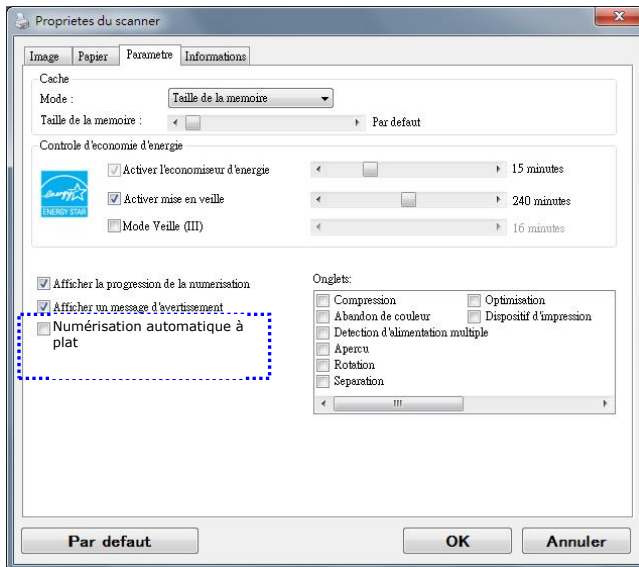 Proprietes du scanner
Image Papier Parametre Informations
Cache
Mode : Taille de la memoire
Taille de la memoire : Par defaut
Controle d'economie d'energie
energy
ENERGY STAR
Activer l'economiseur d'energie 15 minutes
Activer mise en veille 240 minutes
Mode Veille (III) 16 minutes
Afficher la progression de la numerisation
Afficher un message d'avertissement
Numérisation automatique à
plat
Onglets:
Compression Optimisation
Abandon de couleur Dispositif d'impression
Detection d'alimentation multiple
Apercu
Rotation
Separation
Par defaut OK Annuler